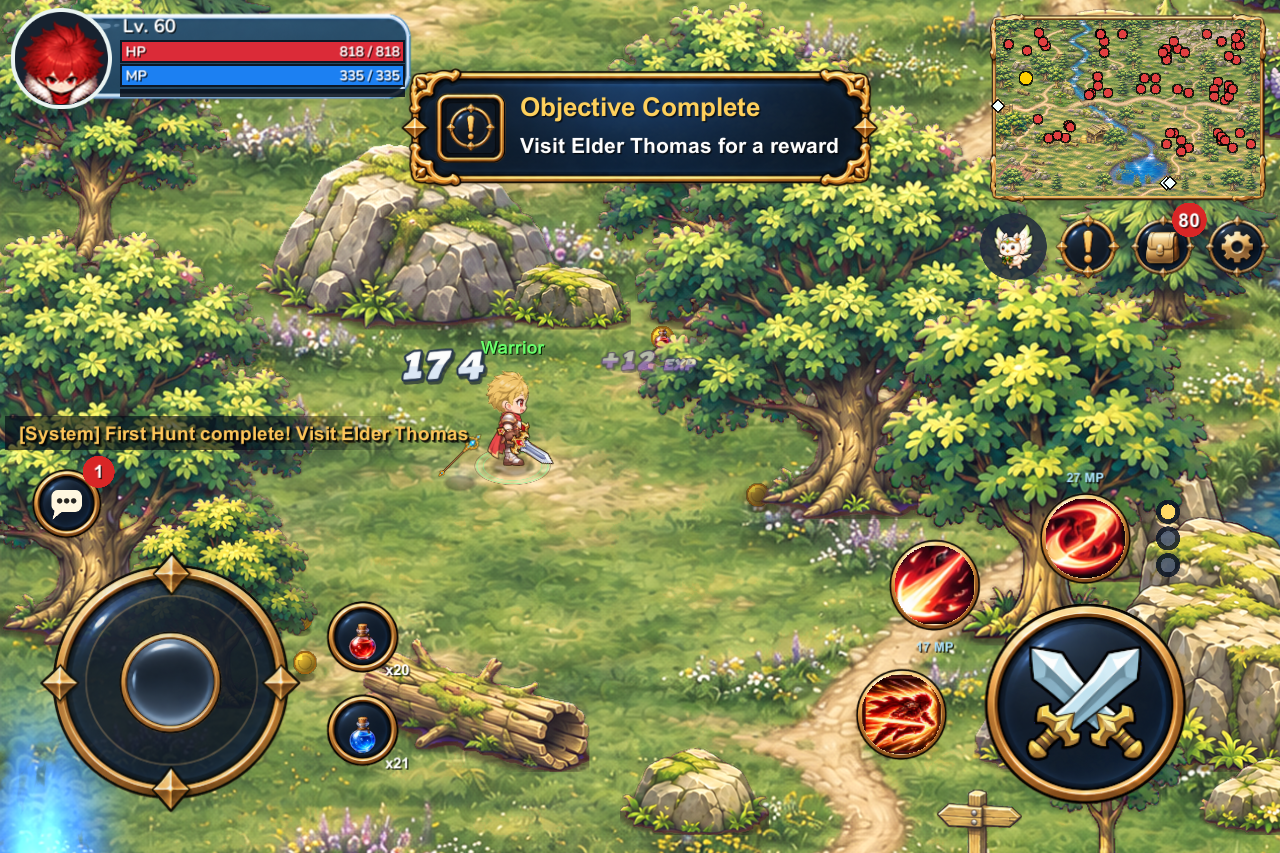 Lv. 60
HP 818 / 818
MP 335 / 335
Objective Complete
Visit Elder Thomas for a reward
80
Warrior
174
+12 EXP
[System] First Hunt complete! Visit Elder Thomas.
1
27 MP
17 MP
x20
x21